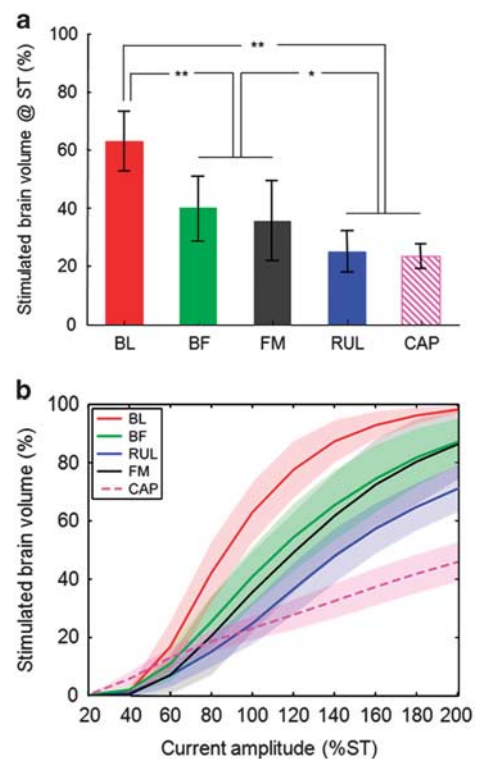 a
Stimulated brain volume @ ST (%)
100
80
60
40
20
0
**
**
*
BL BF FM RUL CAP
b
Stimulated brain volume (%)
100
80
60
40
20
0
BL
BF
RUL
FM
CAP
20 40 60 80 100 120 140 160 180 200
Current amplitude (%ST)